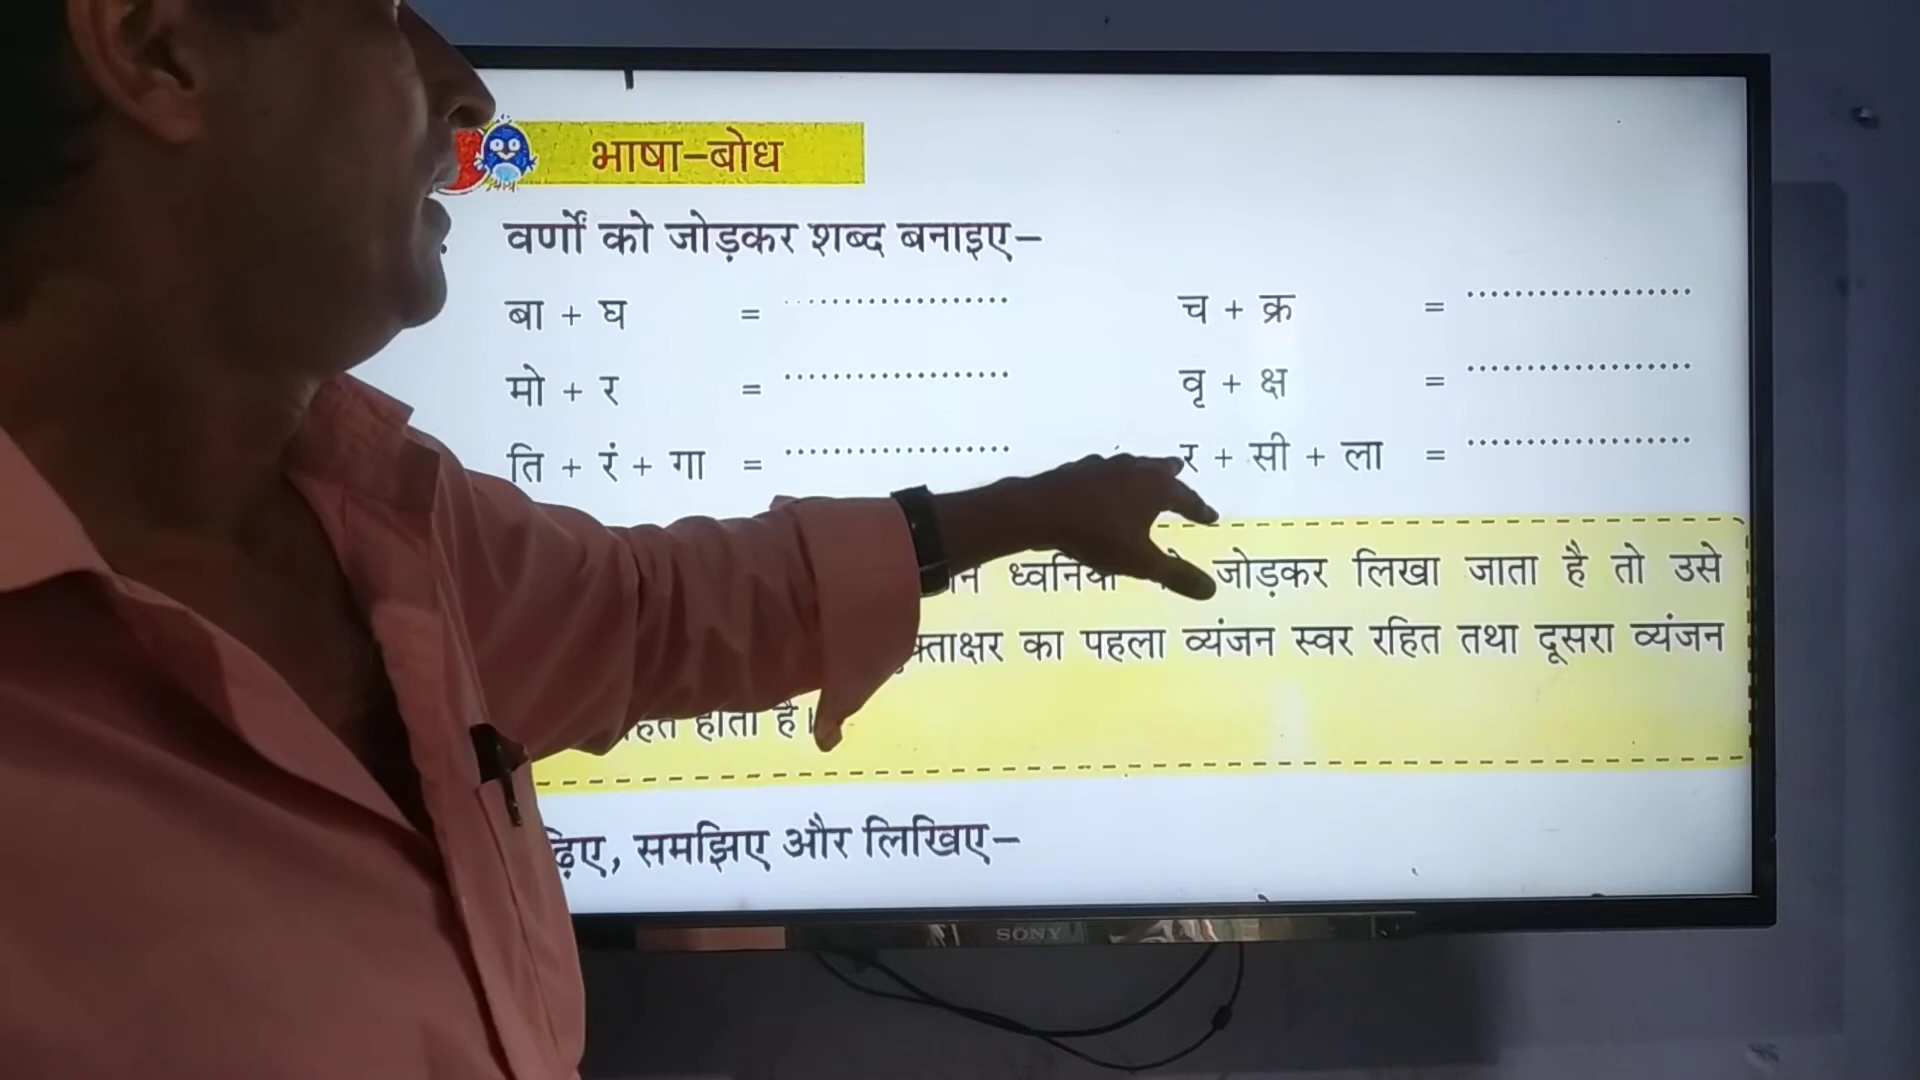 भाषा-बोध
वर्णों को जोड़कर शब्द बनाइए-
बा + घ = .................... च + क्र = ....................
मो + र = .................... वृ + क्ष = ....................
ति + रं + गा = .................... र + सी + ला = ....................
जोड़कर लिखा जाता है तो उसे
का पहला व्यंजन स्वर रहित तथा दूसरा व्यंजन
होता है।
समझिए और लिखिए-
SONY